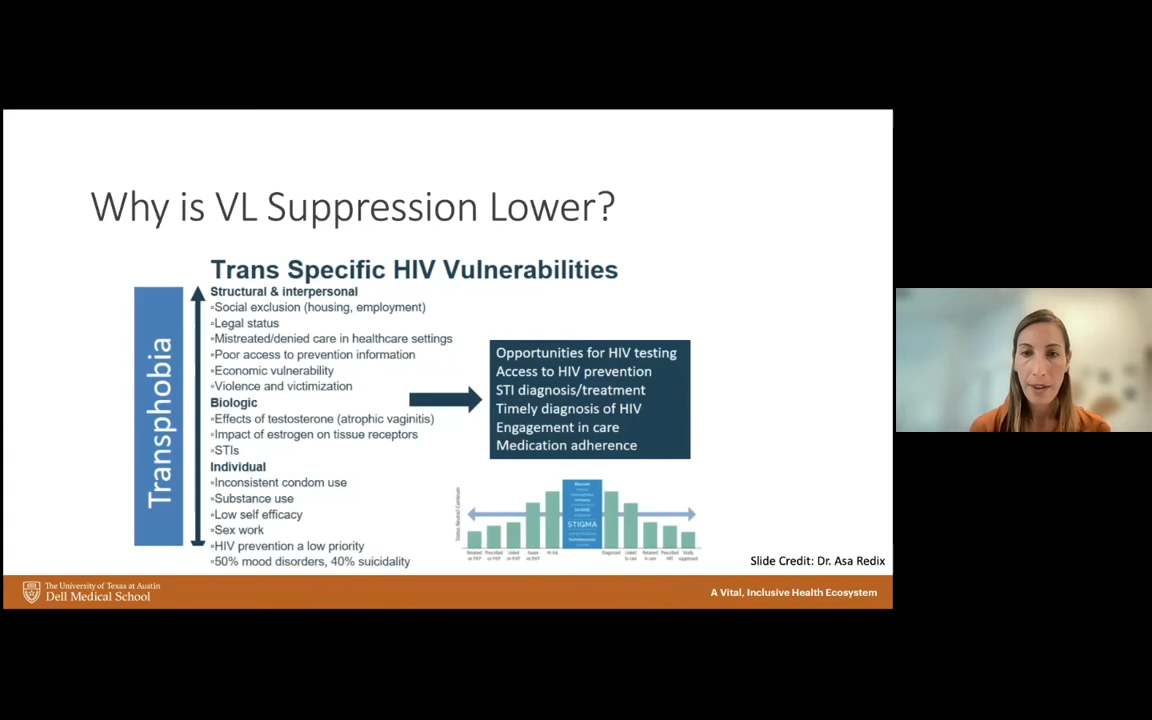 Why is VL Suppression Lower?
Trans Specific HIV Vulnerabilities
Transphobia
Structural & interpersonal
▫Social exclusion (housing, employment)
▫Legal status
▫Mistreated/denied care in healthcare settings
▫Poor access to prevention information
▫Economic vulnerability
▫Violence and victimization
Biologic
▫Effects of testosterone (atrophic vaginitis)
▫Impact of estrogen on tissue receptors
▫STIs
Individual
▫Inconsistent condom use
▫Substance use
▫Low self efficacy
▫Sex work
▫HIV prevention a low priority
▫50% mood disorders, 40% suicidality
Opportunities for HIV testing
Access to HIV prevention
STI diagnosis/treatment
Timely diagnosis of HIV
Engagement in care
Medication adherence
STIGMA
Slide Credit: Dr. Asa Redix
The University of Texas at Austin
Dell Medical School
A Vital, Inclusive Health Ecosystem